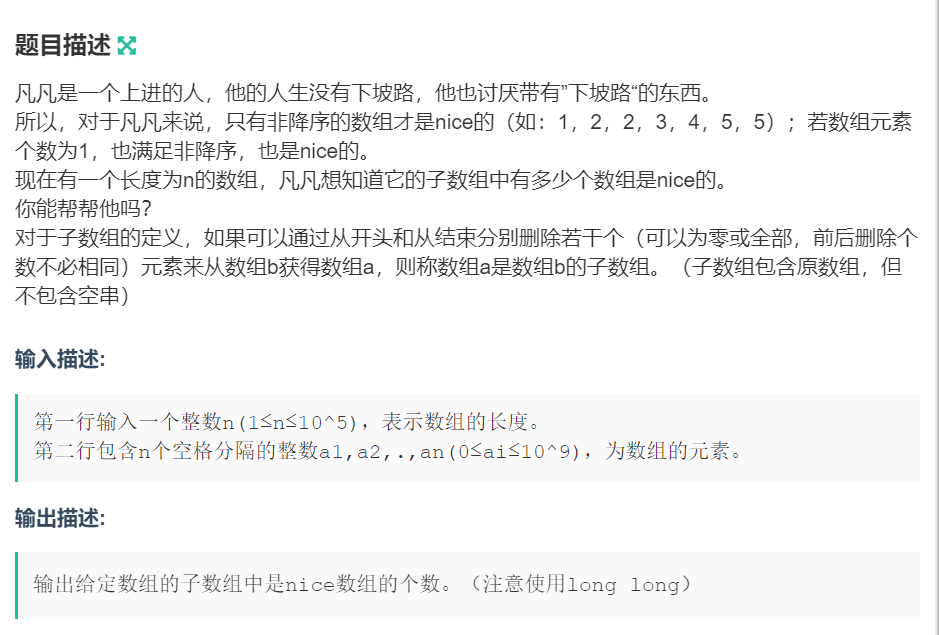 题目描述
凡凡是一个上进的人，他的人生没有下坡路，他也讨厌带有”下坡路“的东西。
所以，对于凡凡来说，只有非降序的数组才是nice的（如：1，2，2，3，4，5，5）；若数组元素
个数为1，也满足非降序，也是nice的。
现在有一个长度为n的数组，凡凡想知道它的子数组中有多少个数组是nice的。
你能帮帮他吗？
对于子数组的定义，如果可以通过从开头和从结束分别删除若干个（可以为零或全部，前后删除个
数不必相同）元素来从数组b获得数组a，则称数组a是数组b的子数组。（子数组包含原数组，但
不包含空串）
输入描述:
第一行输入一个整数n(1≤n≤10^5)，表示数组的长度。
第二行包含n个空格分隔的整数a1,a2,.,an(0≤ai≤10^9)，为数组的元素。
输出描述:
输出给定数组的子数组中是nice数组的个数。（注意使用long long）